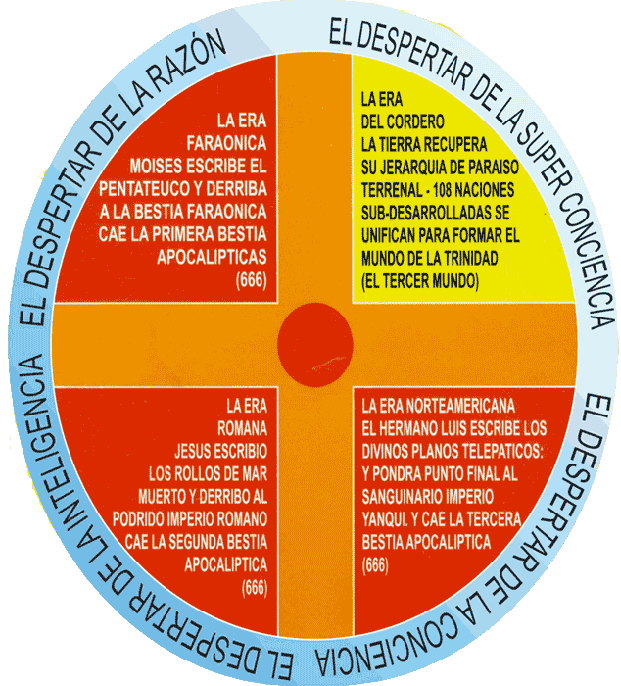 EL DESPERTAR DE LA RAZÓN
EL DESPERTAR DE LA SUPER CONCIENCIA
LA ERA
FARAONICA
MOISES ESCRIBE EL
PENTATEUCO Y DERRIBA
A LA BESTIA FARAONICA
CAE LA PRIMERA BESTIA
APOCALIPTICAS
(666)
LA ERA
DEL CORDERO
LA TIERRA RECUPERA
SU JERARQUIA DE PARAISO
TERRENAL - 108 NACIONES
SUB-DESARROLLADAS SE
UNIFICAN PARA FORMAR EL
MUNDO DE LA TRINIDAD
(EL TERCER MUNDO)
LA ERA
ROMANA
JESUS ESCRIBIO
LOS ROLLOS DE MAR
MUERTO Y DERRIBO AL
PODRIDO IMPERIO ROMANO
CAE LA SEGUNDA BESTIA
APOCALIPTICA
(666)
LA ERA NORTEAMERICANA
EL HERMANO LUIS ESCRIBE LOS
DIVINOS PLANOS TELEPATICOS:
Y PONDRA PUNTO FINAL AL
SANGUINARIO IMPERIO
YANQUI Y CAE LA TERCERA
BESTIA APOCALIPTICA
(666)
EL DESPERTAR DE LA INTELIGENCIA
EL DESPERTAR DE LA CONCIENCIA